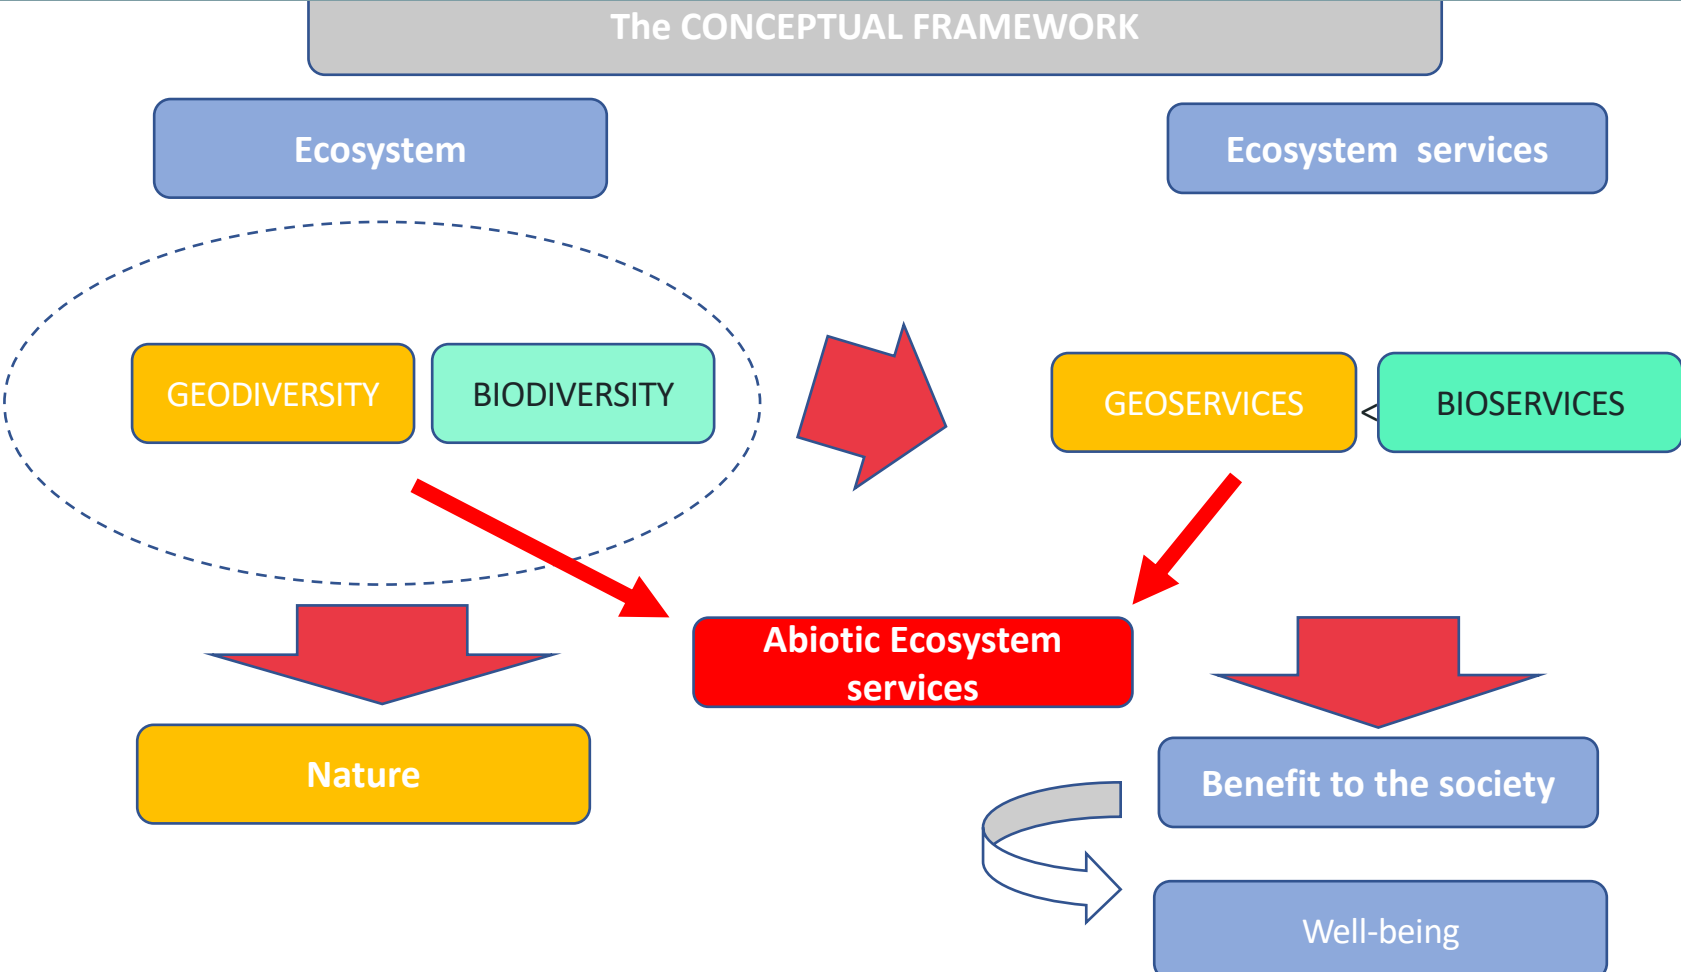 The CONCEPTUAL FRAMEWORK
Ecosystem
Ecosystem services
GEODIVERSITY
BIODIVERSITY
GEOSERVICES
<
BIOSERVICES
Abiotic Ecosystem
services
Nature
Benefit to the society
Well-being